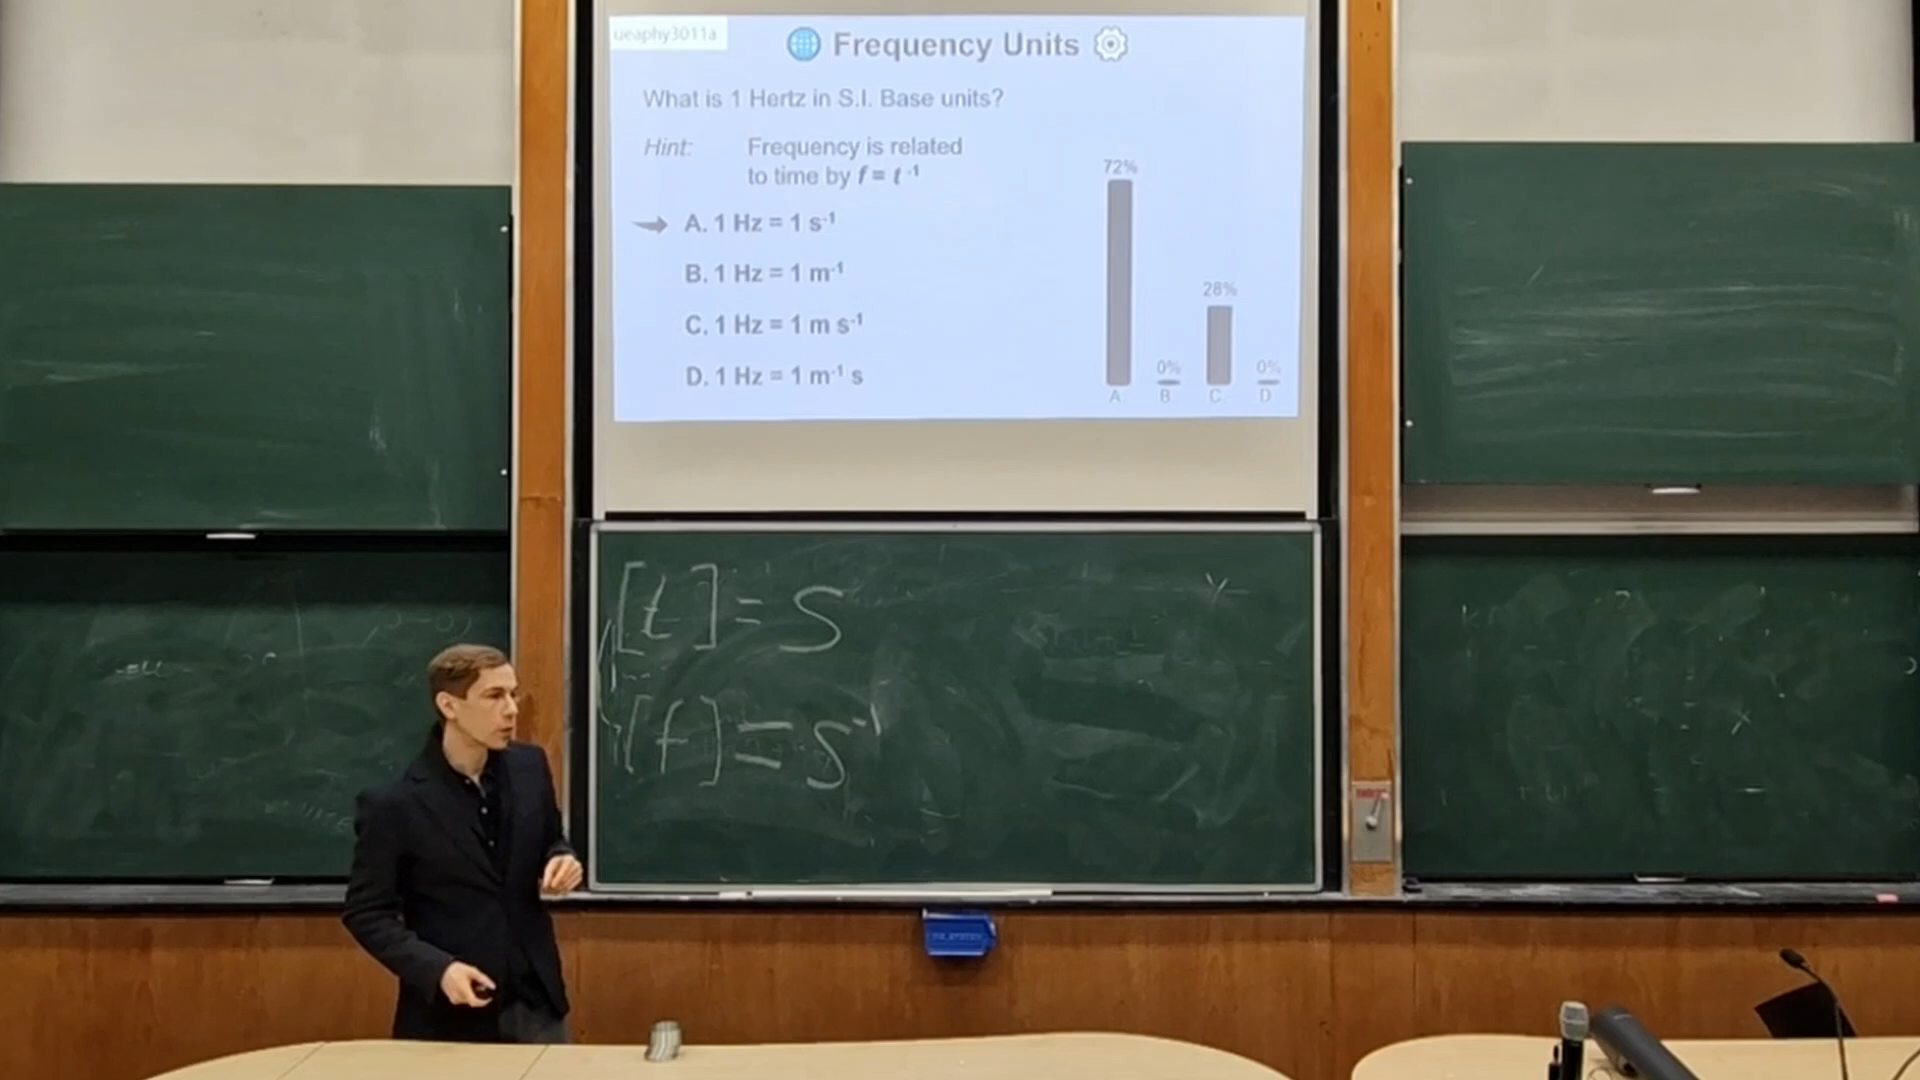 ueaphy3011a
Frequency Units
What is 1 Hertz in S.I. Base units?
Hint: Frequency is related
to time by f = t⁻¹
A. 1 Hz = 1 s⁻¹
B. 1 Hz = 1 m⁻¹
C. 1 Hz = 1 m s⁻¹
D. 1 Hz = 1 m⁻¹ s
72%
28%
0%
0%
A.
B
C.
D
[t] = S
[f] = S⁻¹